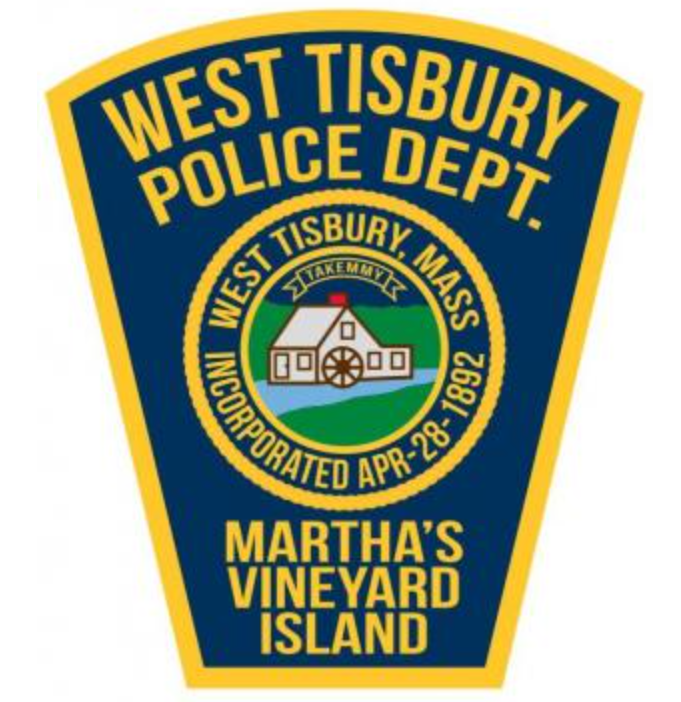 WEST TISBURY
POLICE DEPT.
WEST TISBURY, MASS
TAKEMMY
INCORPORATED APR-28-1892
MARTHA'S
VINEYARD
ISLAND